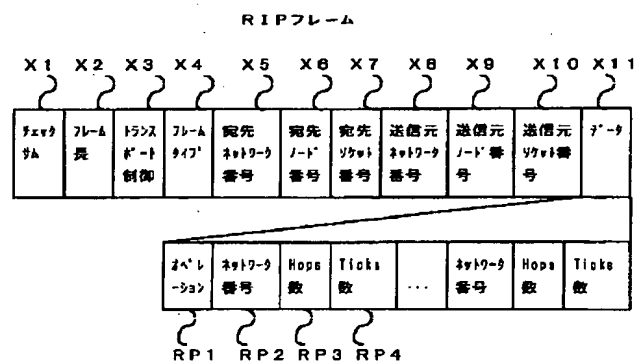 RIPフレーム
X1 X2 X3 X4 X5 X6 X7 X8 X9 X10 X11
チェックサム
フレーム長
トランスポート制御
フレームタイプ
宛先ネットワーク番号
宛先ノード番号
宛先ソケット番号
送信元ネットワーク番号
送信元ノード番号
送信元ソケット番号
データ
オペレーション
ネットワーク番号
Hops数
Ticks数
...
ネットワーク番号
Hops数
Ticks数
RP1 RP2 RP3 RP4